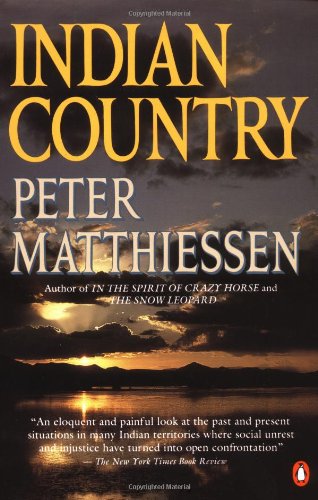 INDIAN
COUNTRY
PETER
MATTHIESSEN
Author of IN THE SPIRIT OF CRAZY HORSE and
THE SNOW LEOPARD
"An eloquent and painful look at the past and present
situations in many Indian territories where social unrest
and injustice have turned into open confrontation"
—The New York Times Book Review